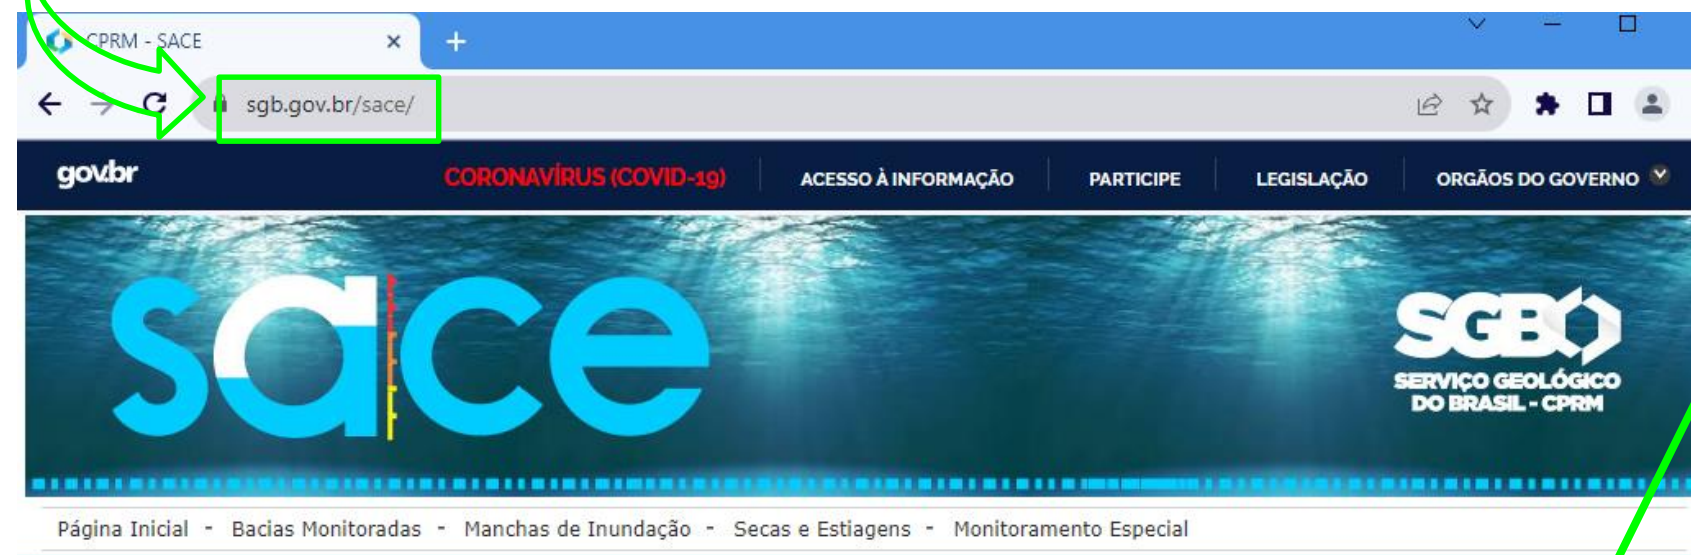 CPRM - SACE
sgb.gov.br/sace/
gov.br
CORONAVÍRUS (COVID-19) ACESSO À INFORMAÇÃO PARTICIPE LEGISLAÇÃO ORGÃOS DO GOVERNO
sace
SGB
SERVIÇO GEOLÓGICO
DO BRASIL - CPRM
Página Inicial - Bacias Monitoradas - Manchas de Inundação - Secas e Estiagens - Monitoramento Especial